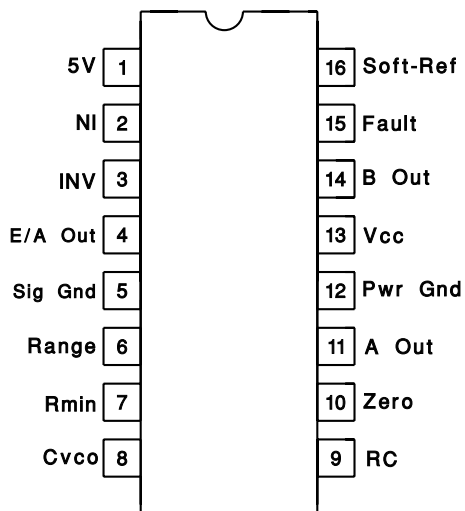 5V 1 16 Soft-Ref
NI 2 15 Fault
INV 3 14 B Out
E/A Out 4 13 Vcc
Sig Gnd 5 12 Pwr Gnd
Range 6 11 A Out
Rmin 7 10 Zero
Cvco 8 9 RC